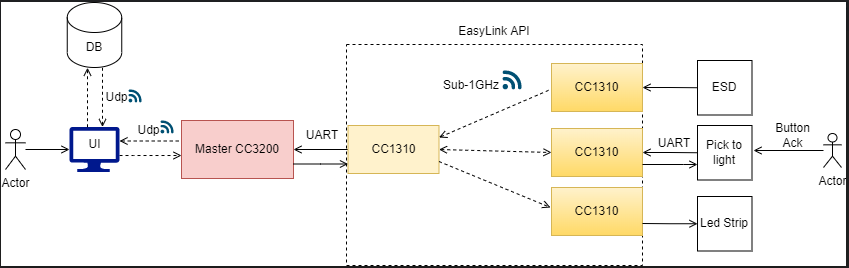 EasyLink API
DB
Sub-1GHz
CC1310
ESD
Udp
Udp
UART
UI
Master CC3200
CC1310
CC1310
UART
Pick to
light
Button
Ack
Actor
Actor
CC1310
Led Strip